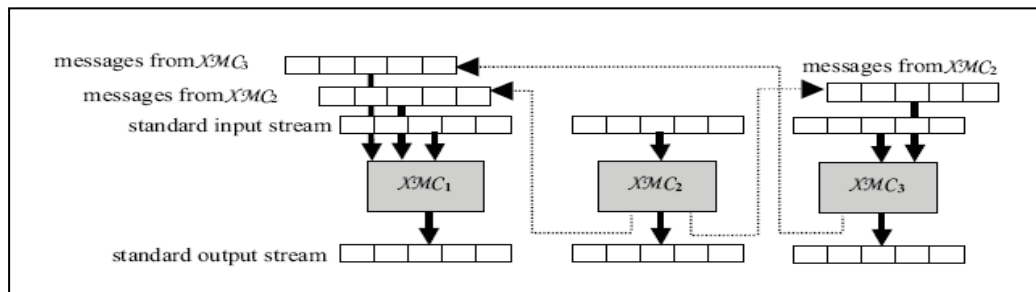 messages from XMC₃
messages from XMC₂
messages from XMC₂
standard input stream
XMC₁
XMC₂
XMC₃
standard output stream